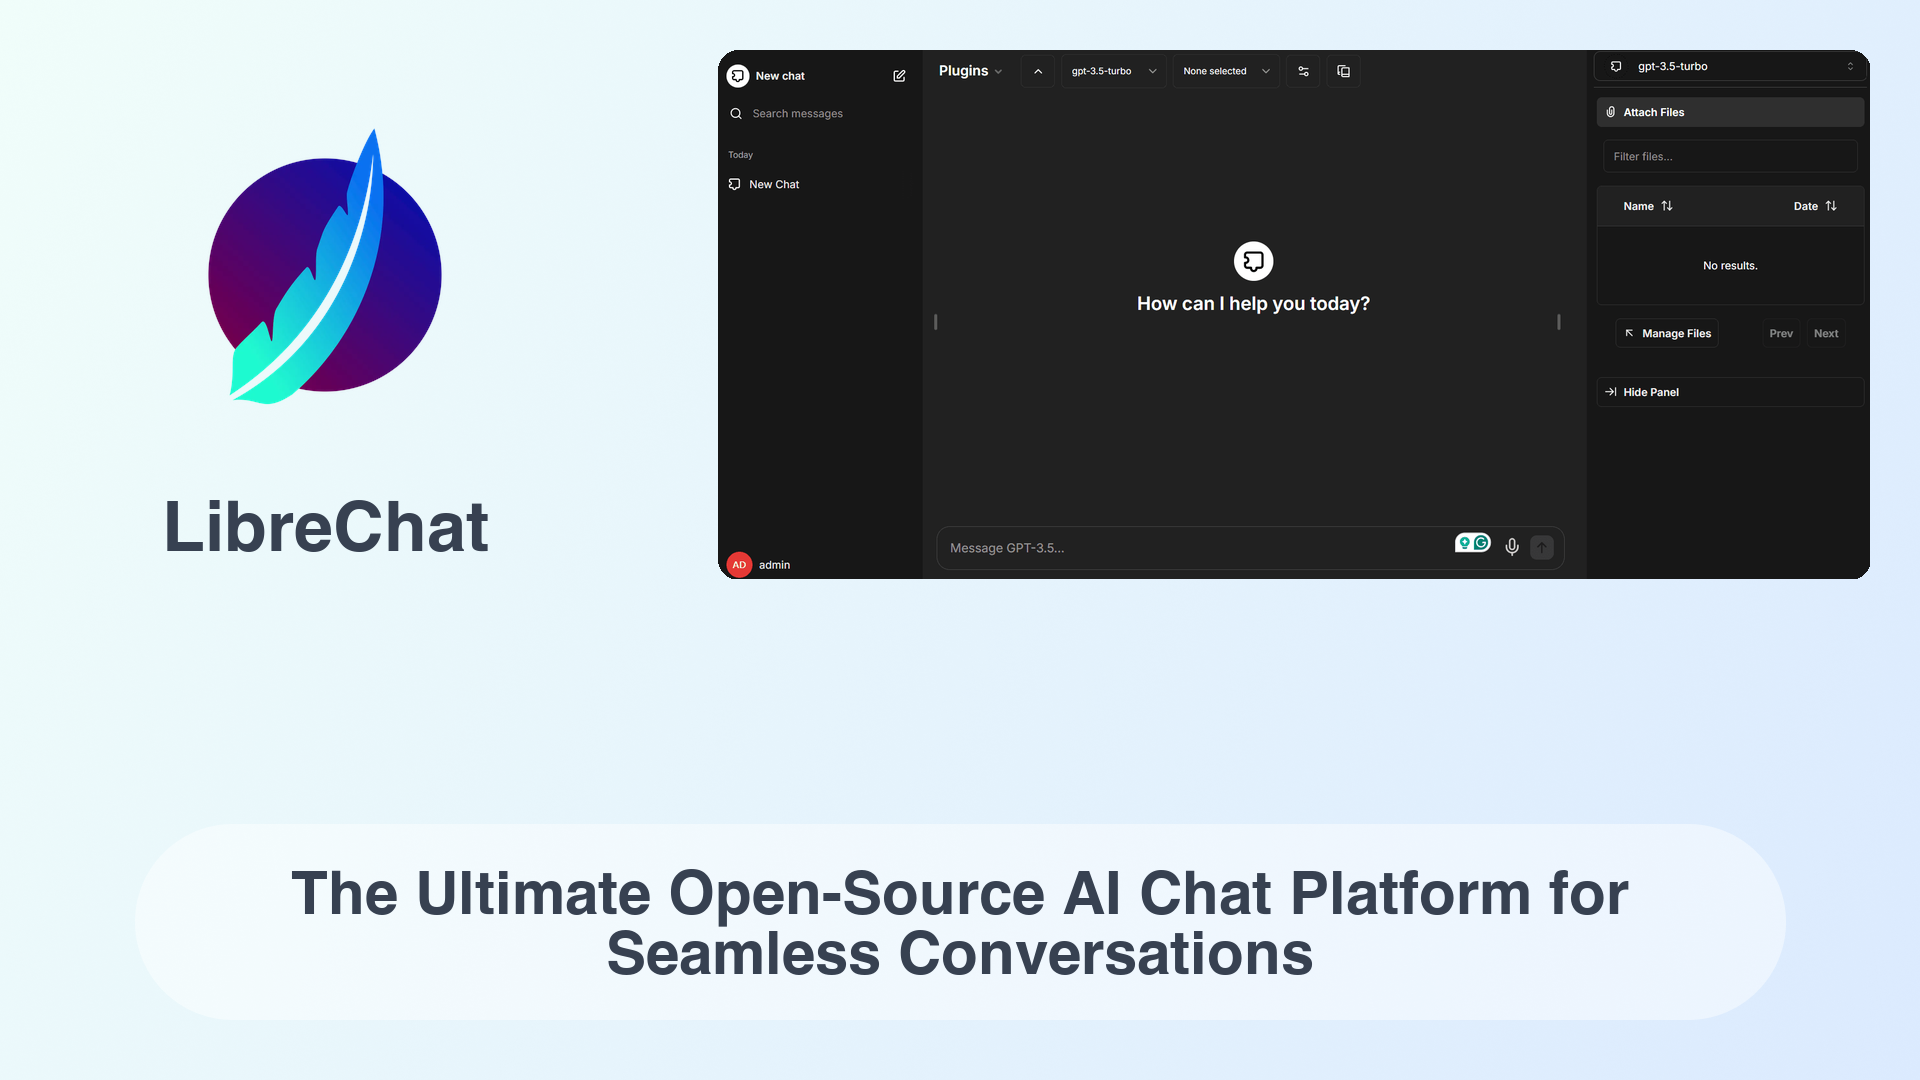 LibreChat
New chat
Search messages
Today
New Chat
AD admin
Plugins
gpt-3.5-turbo
None selected
How can I help you today?
Message GPT-3.5...
gpt-3.5-turbo
Attach Files
Filter files...
Name Date
No results.
Manage Files Prev Next
Hide Panel
The Ultimate Open-Source AI Chat Platform for
Seamless Conversations